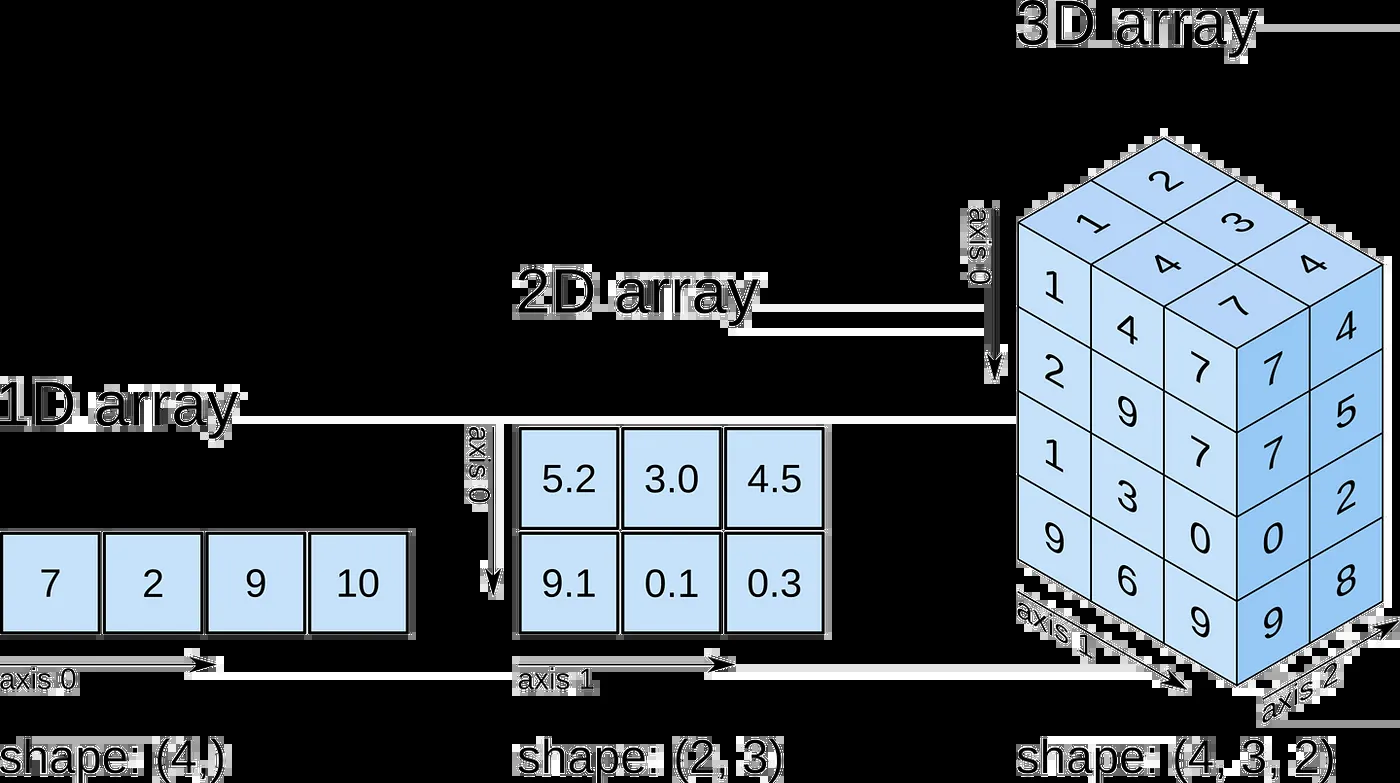 3D array
2D array
1D array
axis 0
7 2 9 10
axis 0
shape: (4,)
axis 0
5.2 3.0 4.5
9.1 0.1 0.3
axis 1
shape: (2, 3)
2
1 3
4 4
7
1 4 7 7 4
2 9 7 7 5
1 3 0 0 2
9 6 9 9 8
axis 1
axis 2
shape: (4, 3, 2)